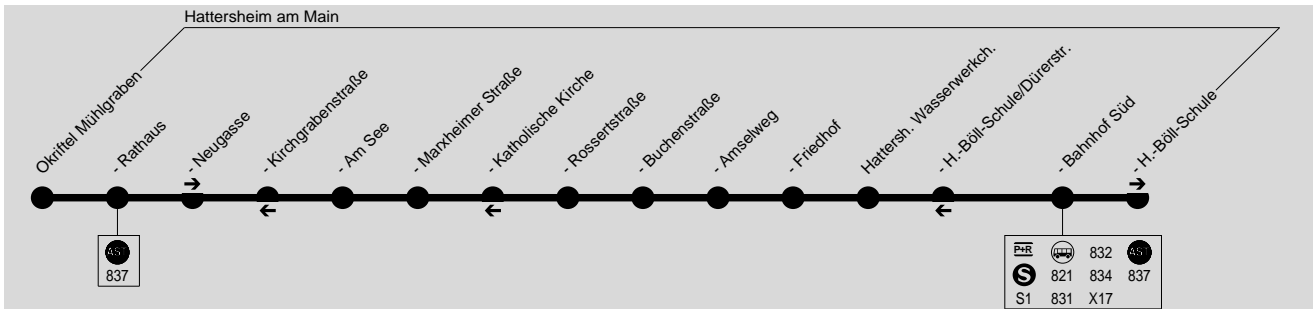 Hattersheim am Main
Okriftel Mühlgraben
- Rathaus
- Neugasse
- Kirchgrabenstraße
- Am See
- Marxheimer Straße
- Katholische Kirche
- Rossertstraße
- Buchenstraße
- Amselweg
- Friedhof
Hattersh. Wasserwerkch.
- H.-Böll-Schule/Dürerstr.
- Bahnhof Süd
- H.-Böll-Schule
AST
837
P+R 832 AST
S 821 834 837
S1 831 X17